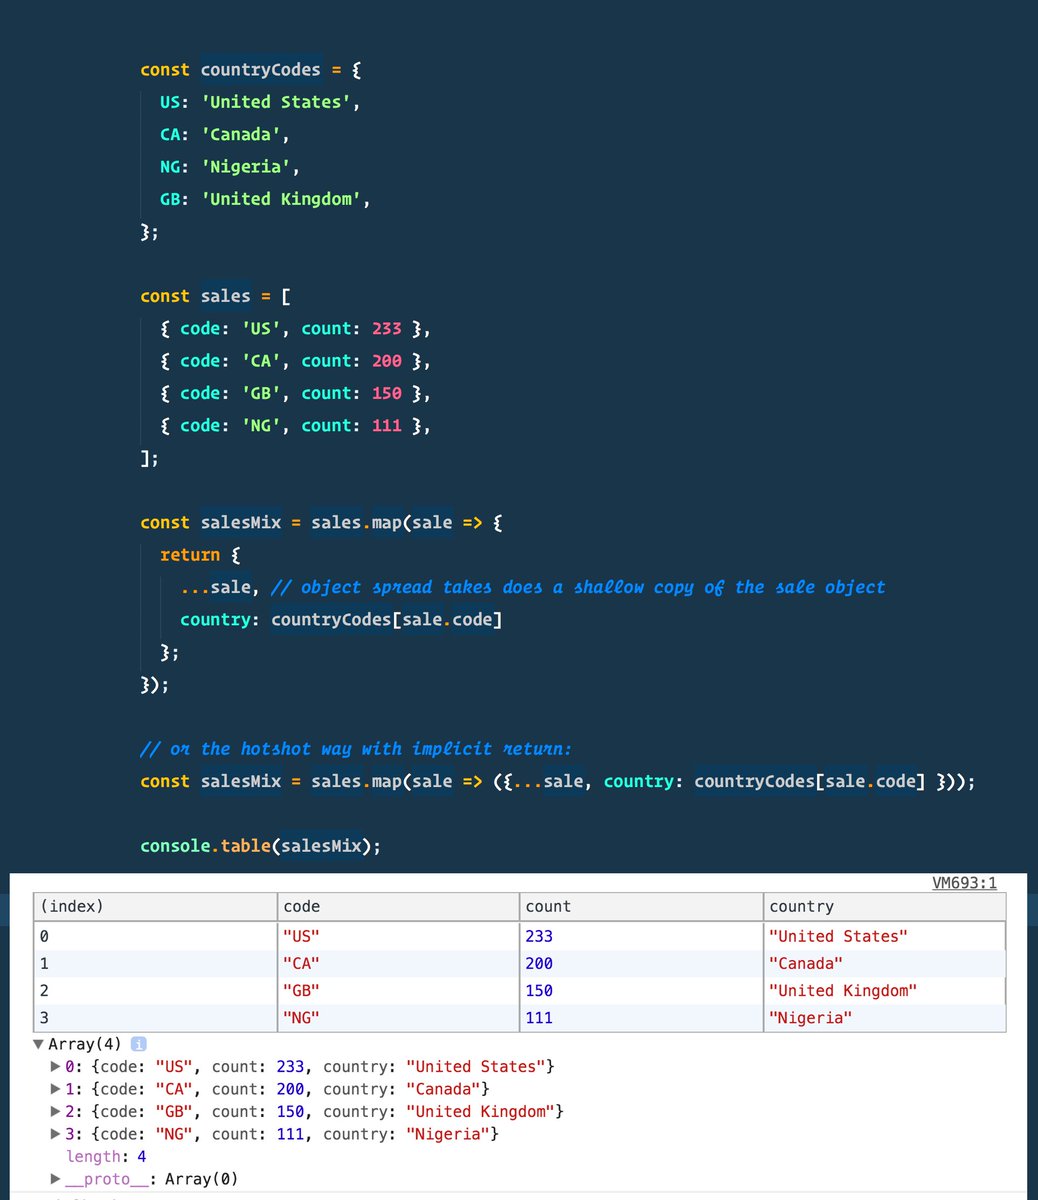 const countryCodes = {
US: 'United States',
CA: 'Canada',
NG: 'Nigeria',
GB: 'United Kingdom',
};
const sales = [
{ code: 'US', count: 233 },
{ code: 'CA', count: 200 },
{ code: 'GB', count: 150 },
{ code: 'NG', count: 111 },
];
const salesMix = sales.map(sale => {
return {
...sale, // object spread takes does a shallow copy of the sale object
country: countryCodes[sale.code]
};
});
// or the hotshot way with implicit return:
const salesMix = sales.map(sale => ({...sale, country: countryCodes[sale.code] }));
console.table(salesMix);
VM693:1
(index) code count country
0 "US" 233 "United States"
1 "CA" 200 "Canada"
2 "GB" 150 "United Kingdom"
3 "NG" 111 "Nigeria"
▼Array(4) i
▶0: {code: "US", count: 233, country: "United States"}
▶1: {code: "CA", count: 200, country: "Canada"}
▶2: {code: "GB", count: 150, country: "United Kingdom"}
▶3: {code: "NG", count: 111, country: "Nigeria"}
length: 4
▶__proto__: Array(0)